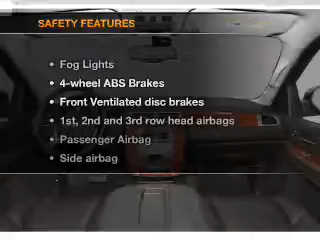 SAFETY FEATURES
• Fog Lights
• 4-wheel ABS Brakes
• Front Ventilated disc brakes
• 1st, 2nd and 3rd row head airbags
• Passenger Airbag
• Side airbag